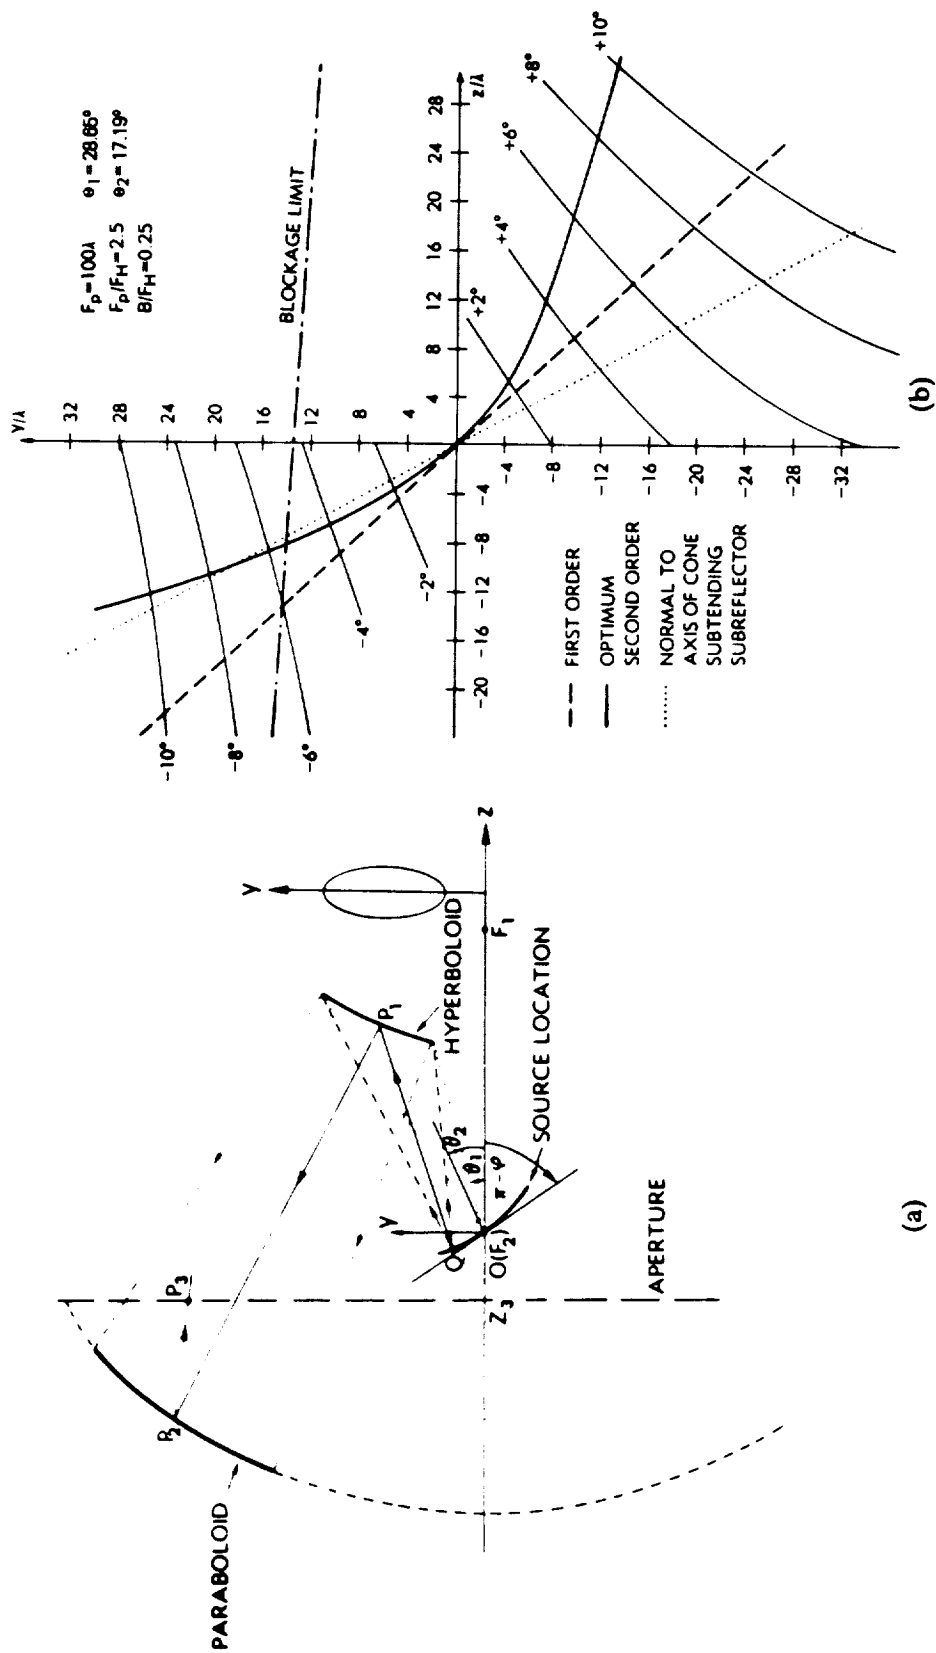 PARABOLOID
P₂
P₃
APERTURE
Z₃
Q
O(F₂)
y
θ₁
θ₂
π-φ
SOURCE LOCATION
P₁
HYPERBOLOID
F₁
y
z
(a)
Fₚ=100λ θ₁=28.65°
Fₚ/F_H=2.5 θ₂=17.19°
B/F_H=0.25
BLOCKAGE LIMIT
Y/λ
32
28
24
20
16
12
8
4
-4
-8
-12
-16
-20
-24
-28
-32
z/λ
-20
-16
-12
-8
-4
4
8
12
16
20
24
28
-10°
-8°
-6°
-4°
-2°
+2°
+4°
+6°
+8°
+10°
FIRST ORDER
OPTIMUM
SECOND ORDER
NORMAL TO
AXIS OF CONE
SUBTENDING
SUBREFLECTOR
(b)